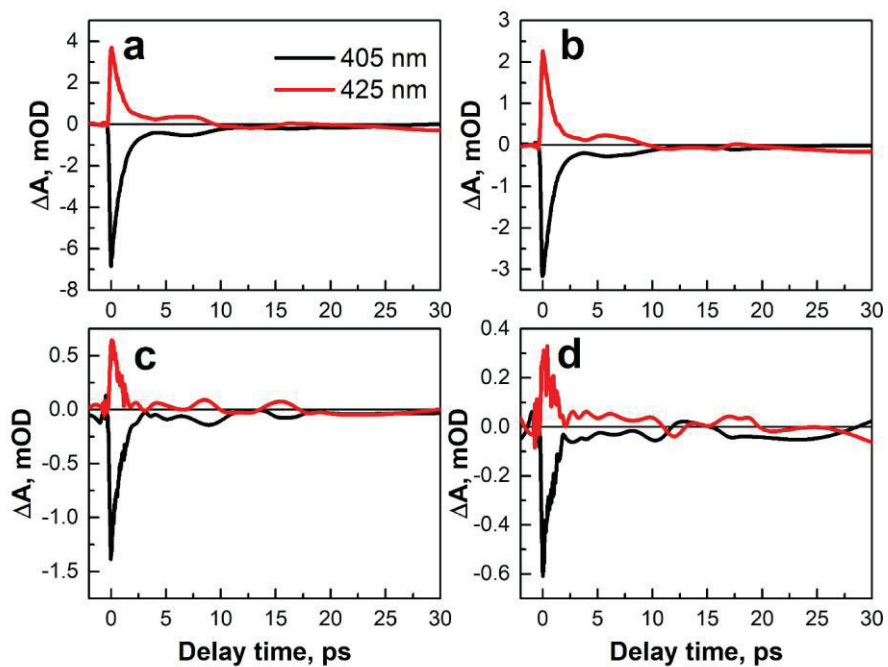 a
405 nm
425 nm
ΔA, mOD
4
2
0
-2
-4
-6
-8
0 5 10 15 20 25 30
b
ΔA, mOD
3
2
1
0
-1
-2
-3
0 5 10 15 20 25 30
c
ΔA, mOD
0.5
0.0
-0.5
-1.0
-1.5
0 5 10 15 20 25 30
Delay time, ps
d
ΔA, mOD
0.4
0.2
0.0
-0.2
-0.4
-0.6
0 5 10 15 20 25 30
Delay time, ps